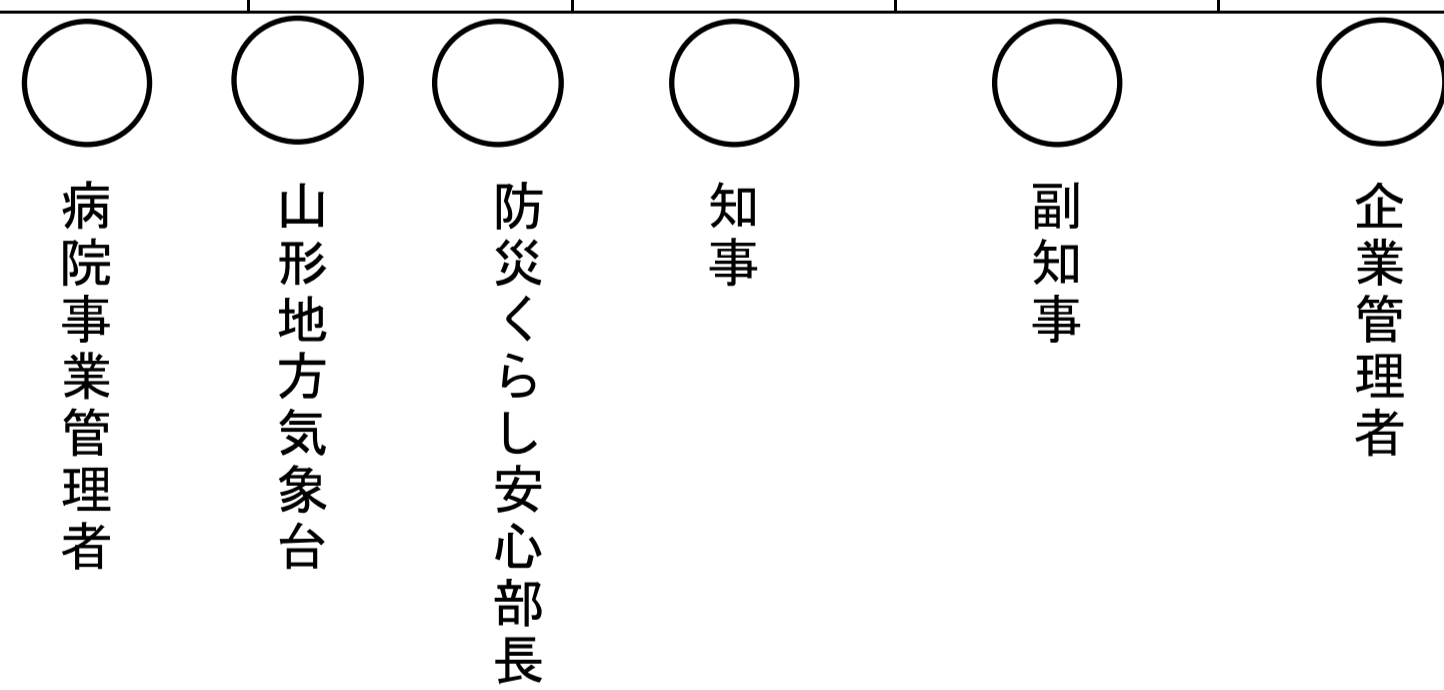 企業管理者
副知事
知事
防災くらし安心部長
山形地方気象台
病院事業管理者